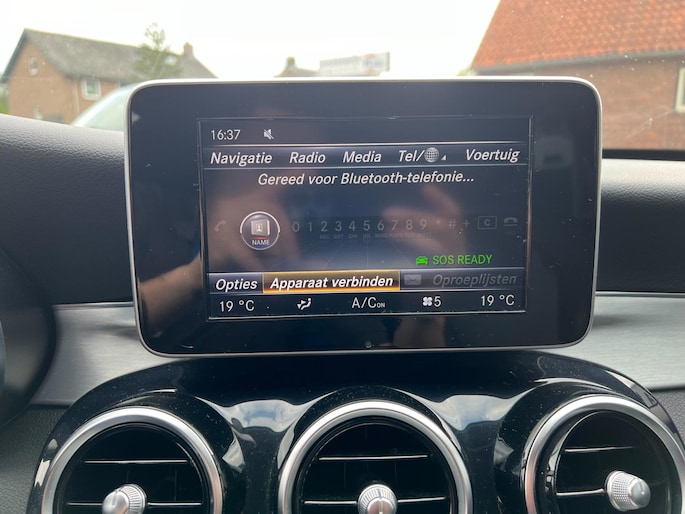 16:37
Navigatie Radio Media Tel/ Voertuig
Gereed voor Bluetooth-telefonie...
0 1 2 3 4 5 6 7 8 9 * # + C
NAME
SOS READY
Opties Apparaat verbinden Oproeplijsten
19 °C A/C ON 5 19 °C